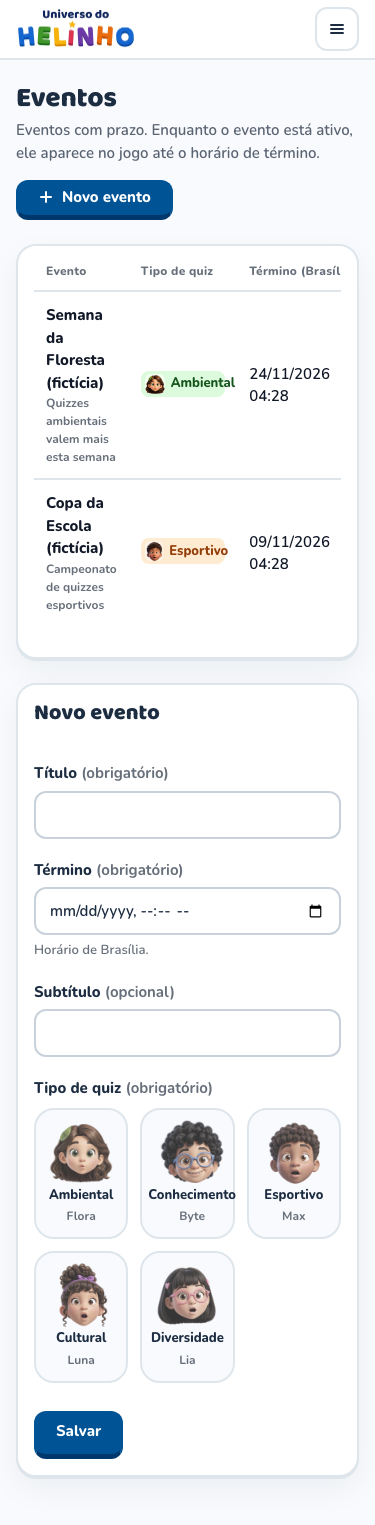 Universo do
HELINHO
Eventos
Eventos com prazo. Enquanto o evento está ativo,
ele aparece no jogo até o horário de término.
+ Novo evento
Evento Tipo de quiz Término (Brasíl
Semana
da
Floresta
(fictícia)
Quizzes
ambientais
valem mais
esta semana
Ambiental
24/11/2026
04:28
Copa da
Escola
(fictícia)
Campeonato
de quizzes
esportivos
Esportivo
09/11/2026
04:28
Novo evento
Título (obrigatório)
Término (obrigatório)
mm/dd/yyyy, --:-- --
Horário de Brasília.
Subtítulo (opcional)
Tipo de quiz (obrigatório)
Ambiental
Flora
Conhecimento
Byte
Esportivo
Max
Cultural
Luna
Diversidade
Lia
Salvar